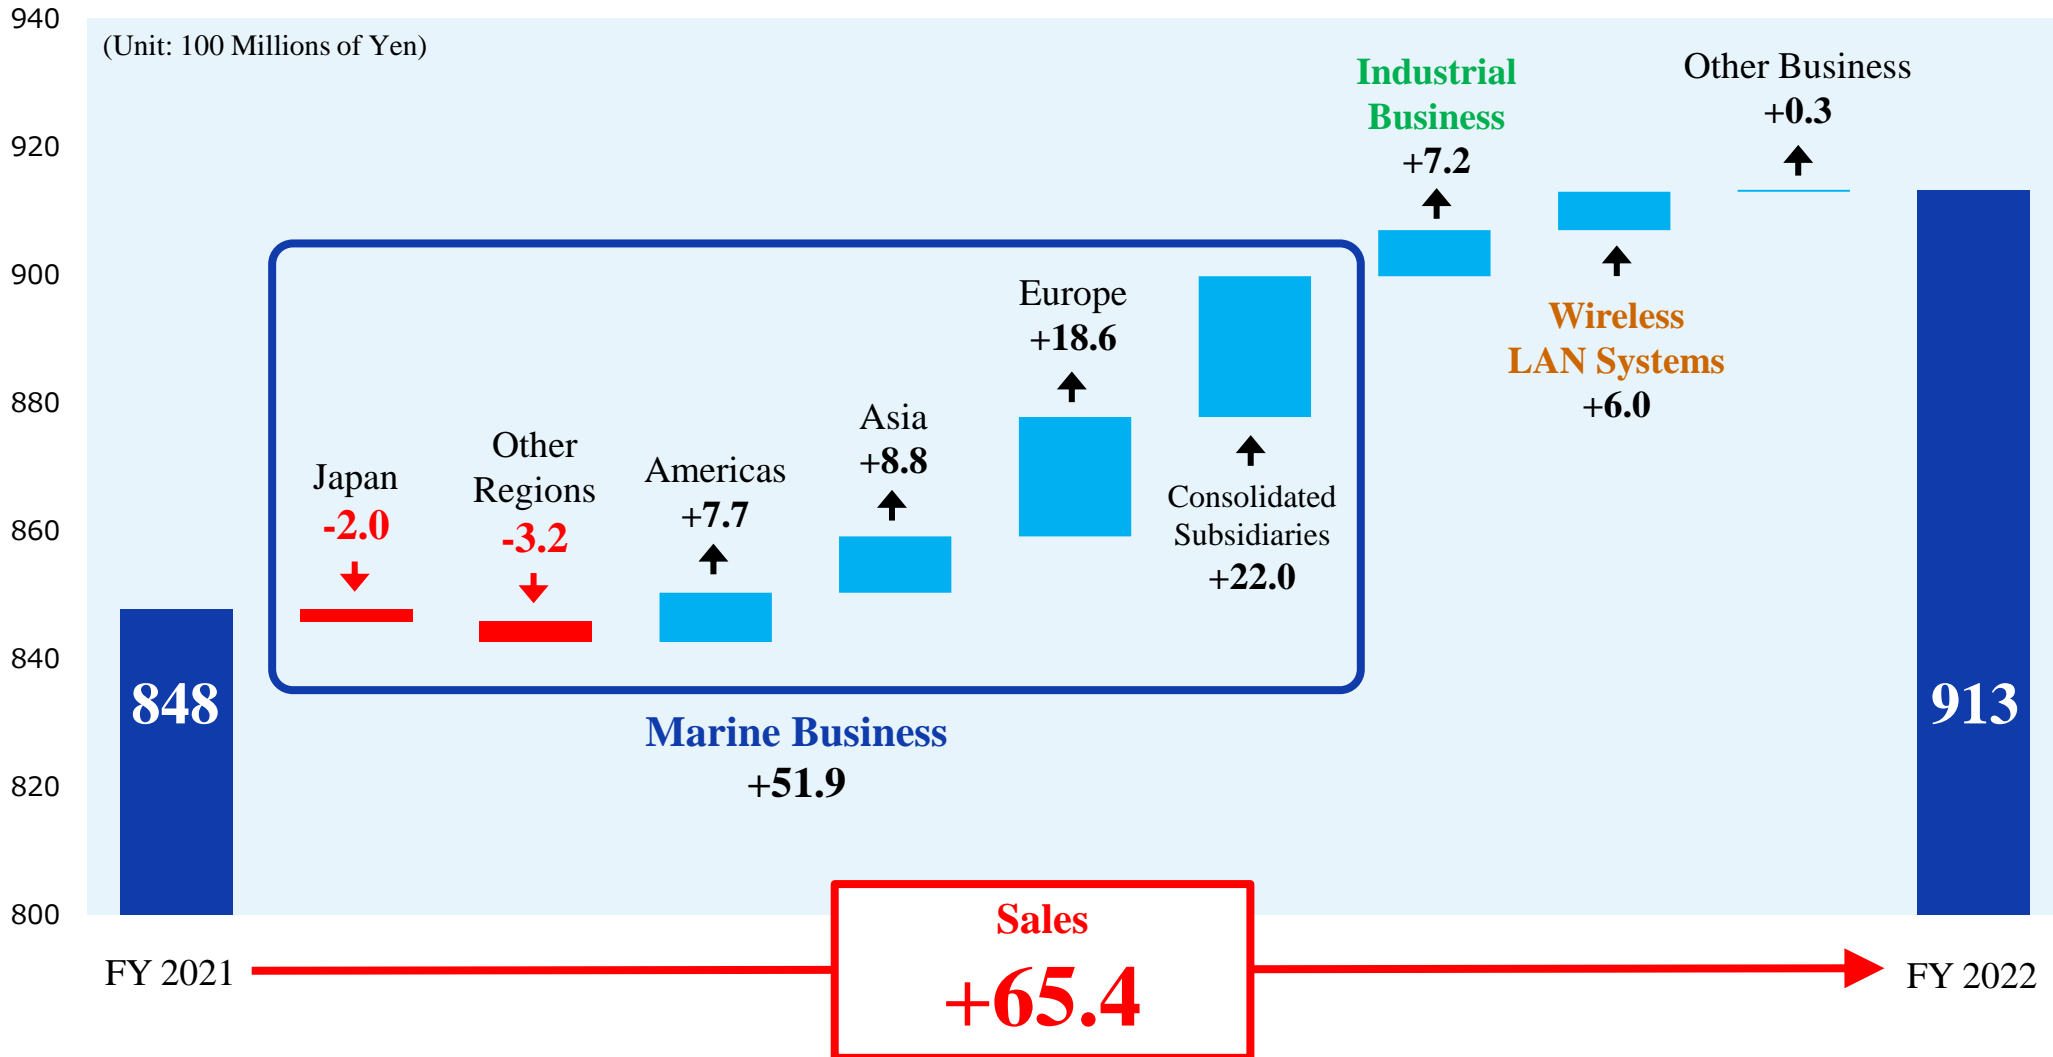 940
920
900
880
860
840
820
800
(Unit: 100 Millions of Yen)
848
Japan
-2.0
Other
Regions
-3.2
Americas
+7.7
Asia
+8.8
Europe
+18.6
Consolidated
Subsidiaries
+22.0
Marine Business
+51.9
Industrial
Business
+7.2
Wireless
LAN Systems
+6.0
Other Business
+0.3
913
FY 2021
Sales
+65.4
FY 2022